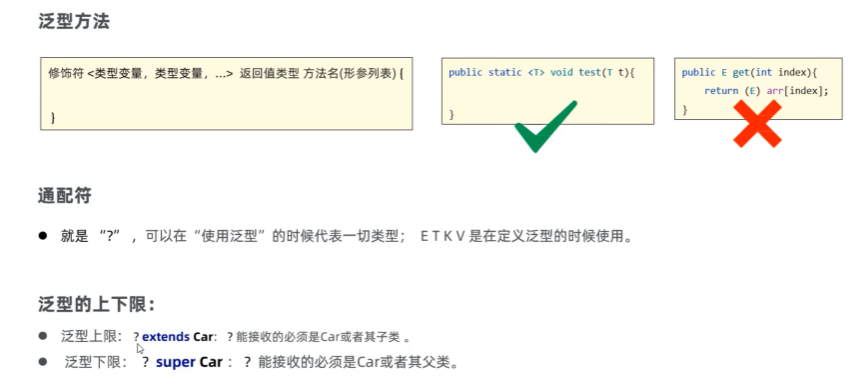 泛型方法
修饰符 <类型变量，类型变量，...> 返回值类型 方法名(形参列表) {
}
public static <T> void test(T t){
}
public E get(int index){
return (E) arr[index];
}
通配符
● 就是 “?” ，可以在“使用泛型”的时候代表一切类型； E T K V 是在定义泛型的时候使用。
泛型的上下限：
● 泛型上限： ? extends Car： ? 能接收的必须是Car或者其子类 。
● 泛型下限： ? super Car ： ? 能接收的必须是Car或者其父类。